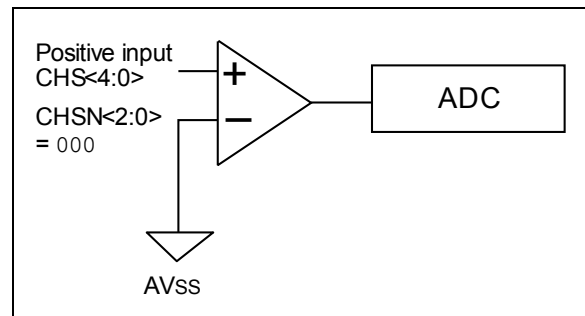 Positive input
CHS<4:0>
CHSN<2:0>
= 000
+
−
ADC
AVSS